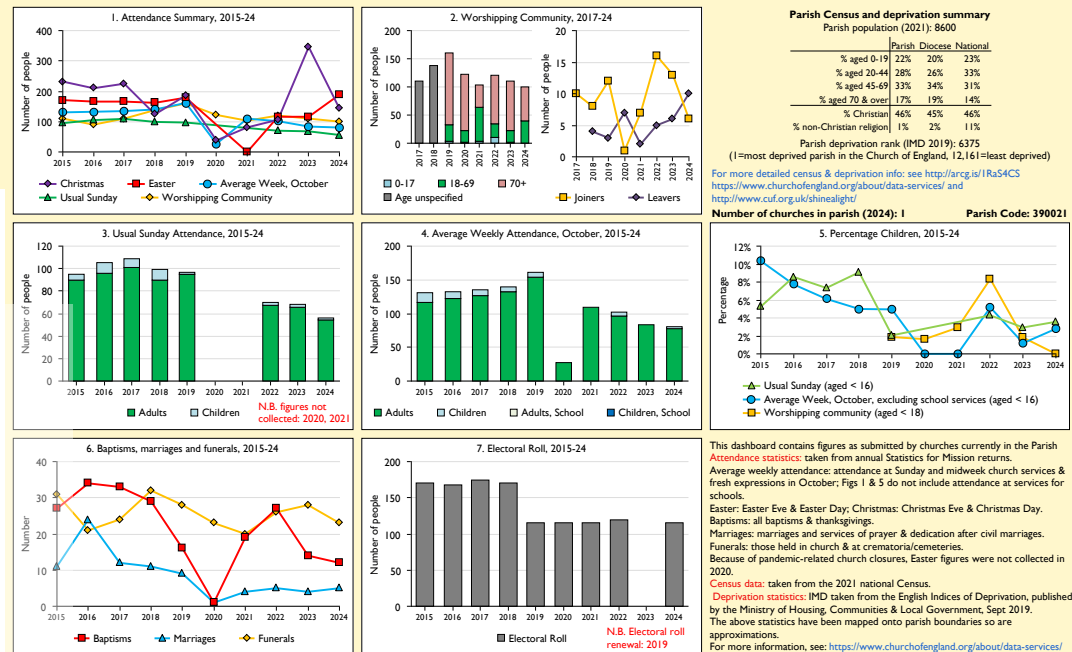 1. Attendance Summary, 2015-24
Number of people
400
300
200
100
0
2015 2016 2017 2018 2019 2020 2021 2022 2023 2024
Christmas Easter Average Week, October
Usual Sunday Worshipping Community
2. Worshipping Community, 2017-24
Number of people
200
150
100
50
0
2017 2018 2019 2020 2021 2022 2023 2024
0-17 18-69 70+
Age unspecified
Number of people
20
15
10
5
0
2017 2018 2019 2020 2021 2022 2023 2024
Joiners Leavers
Parish Census and deprivation summary
Parish population (2021): 8600
Parish Diocese National
% aged 0-19 22% 20% 23%
% aged 20-44 28% 26% 33%
% aged 45-69 33% 34% 31%
% aged 70 & over 17% 19% 14%
% Christian 46% 45% 46%
% non-Christian religion 1% 2% 11%
Parish deprivation rank (IMD 2019): 6375
(1=most deprived parish in the Church of England, 12,161=least deprived)
For more detailed census & deprivation info: see http://arcg.is/1RaS4CS
https://www.churchofengland.org/about/data-services/ and
http://www.cuf.org.uk/shinealight/
Number of churches in parish (2024): 1 Parish Code: 390021
3. Usual Sunday Attendance, 2015-24
Number of people
120
100
80
60
40
20
0
2015 2016 2017 2018 2019 2020 2021 2022 2023 2024
Adults Children
N.B. figures not
collected: 2020, 2021
4. Average Weekly Attendance, October, 2015-24
Number of people
200
150
100
50
0
2015 2016 2017 2018 2019 2020 2021 2022 2023 2024
Adults Children Adults, School Children, School
5. Percentage Children, 2015-24
Percentage
12%
10%
8%
6%
4%
2%
0%
2015 2016 2017 2018 2019 2020 2021 2022 2023 2024
Usual Sunday (aged < 16)
Average Week, October, excluding school services (aged < 16)
Worshipping community (aged < 18)
6. Baptisms, marriages and funerals, 2015-24
Number
40
30
20
10
0
2015 2016 2017 2018 2019 2020 2021 2022 2023 2024
Baptisms Marriages Funerals
7. Electoral Roll, 2015-24
Number of people
200
150
100
50
0
2015 2016 2017 2018 2019 2020 2021 2022 2023 2024
Electoral Roll
N.B. Electoral roll
renewal: 2019
This dashboard contains figures as submitted by churches currently in the Parish
Attendance statistics: taken from annual Statistics for Mission returns.
Average weekly attendance: attendance at Sunday and midweek church services &
fresh expressions in October; Figs 1 & 5 do not include attendance at services for
schools.
Easter: Easter Eve & Easter Day; Christmas: Christmas Eve & Christmas Day.
Baptisms: all baptisms & thanksgivings.
Marriages: marriages and services of prayer & dedication after civil marriages.
Funerals: those held in church & at crematoria/cemeteries.
Because of pandemic-related church closures, Easter figures were not collected in
2020.
Census data: taken from the 2021 national Census.
Deprivation statistics: IMD taken from the English Indices of Deprivation, published
by the Ministry of Housing, Communities & Local Government, Sept 2019.
The above statistics have been mapped onto parish boundaries so are
approximations.
For more information, see: https://www.churchofengland.org/about/data-services/